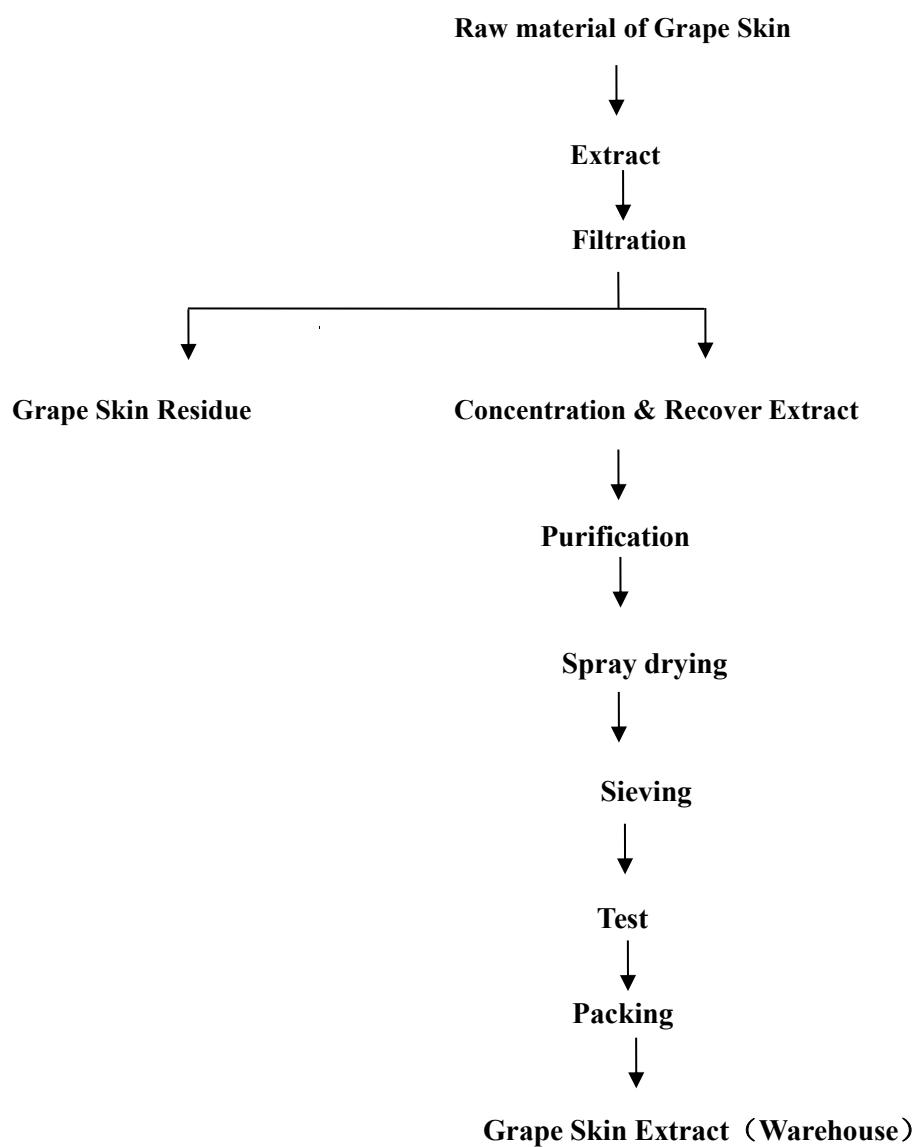 Raw material of Grape Skin
Extract
Filtration
Grape Skin Residue
Concentration & Recover Extract
Purification
Spray drying
Sieving
Test
Packing
Grape Skin Extract（Warehouse）